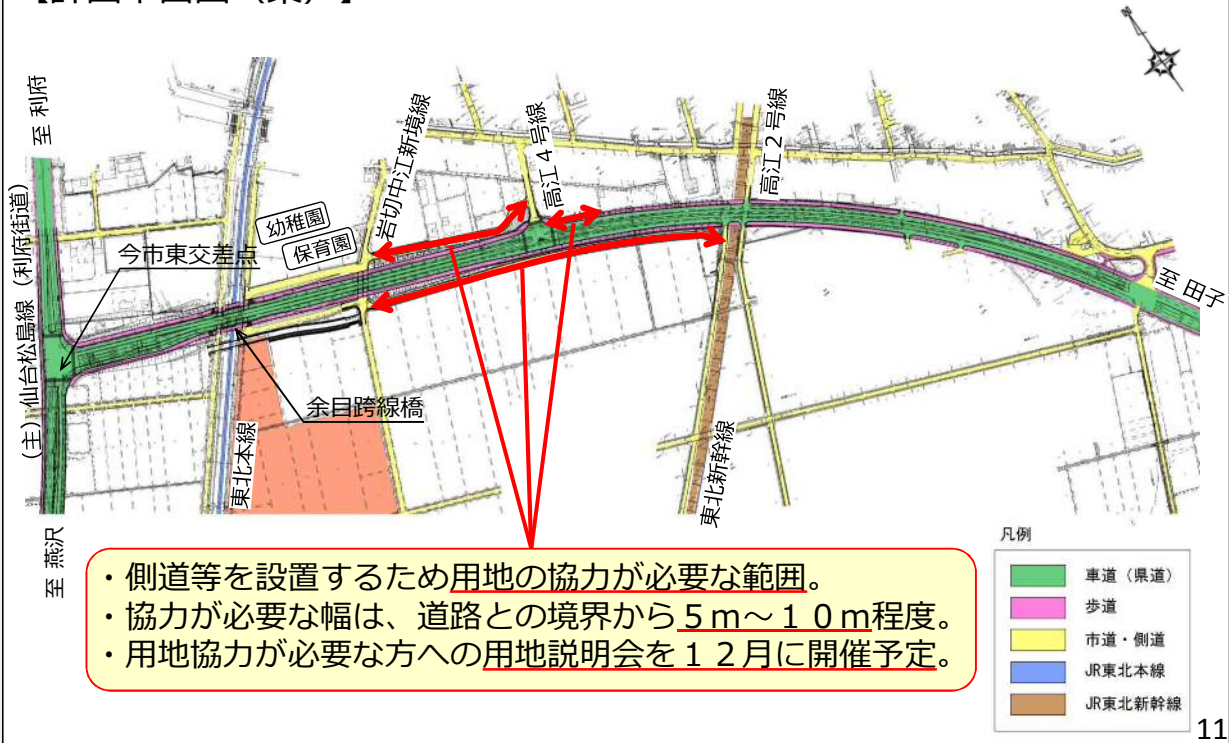 【計画平面図（案）】
N
至 利府
(主)仙台松島線（利府街道）
今市東交差点
幼稚園
保育園
岩切中江新境線
高江４号線
高江２号線
至 田子
余目跨線橋
東北本線
東北新幹線
至 燕沢
・側道等を設置するため用地の協力が必要な範囲。
・協力が必要な幅は、道路との境界から５ｍ～１０ｍ程度。
・用地協力が必要な方への用地説明会を１２月に開催予定。
凡例
車道（県道）
歩道
市道・側道
JR東北本線
JR東北新幹線
11